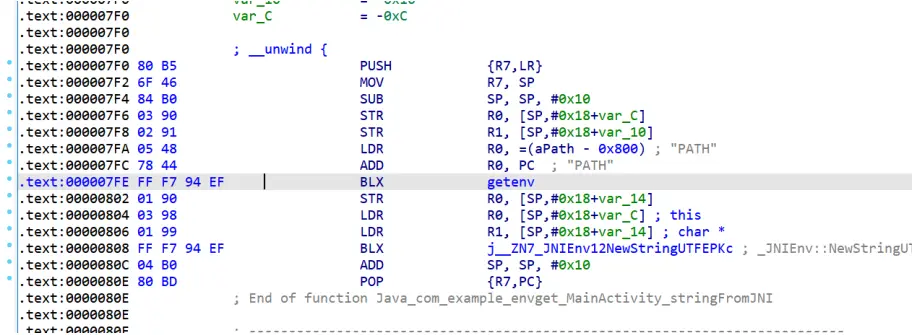 .text:000007F0 var_C = -0xC
.text:000007F0
.text:000007F0 ; __unwind {
.text:000007F0 80 B5 PUSH {R7,LR}
.text:000007F2 6F 46 MOV R7, SP
.text:000007F4 84 B0 SUB SP, SP, #0x10
.text:000007F6 03 90 STR R0, [SP,#0x18+var_C]
.text:000007F8 02 91 STR R1, [SP,#0x18+var_10]
.text:000007FA 05 48 LDR R0, =(aPath - 0x800) ; "PATH"
.text:000007FC 78 44 ADD R0, PC ; "PATH"
.text:000007FE FF F7 94 EF BLX getenv
.text:00000802 01 90 STR R0, [SP,#0x18+var_14]
.text:00000804 03 98 LDR R0, [SP,#0x18+var_C] ; this
.text:00000806 01 99 LDR R1, [SP,#0x18+var_14] ; char *
.text:00000808 FF F7 94 EF BLX j__ZN7_JNIEnv12NewStringUTFEPKc ; _JNIEnv::NewStringU
.text:0000080C 04 B0 ADD SP, SP, #0x10
.text:0000080E 80 BD POP {R7,PC}
.text:0000080E ; End of function Java_com_example_envget_MainActivity_stringFromJNI
.text:0000080E